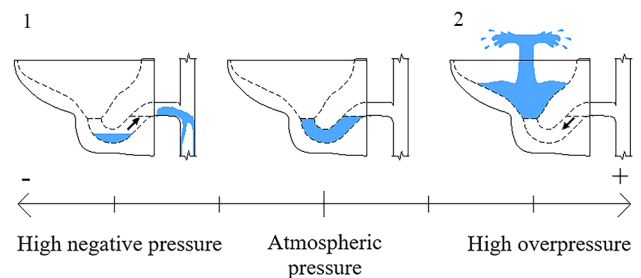 1
2
-
+
High negative pressure
Atmospheric
pressure
High overpressure